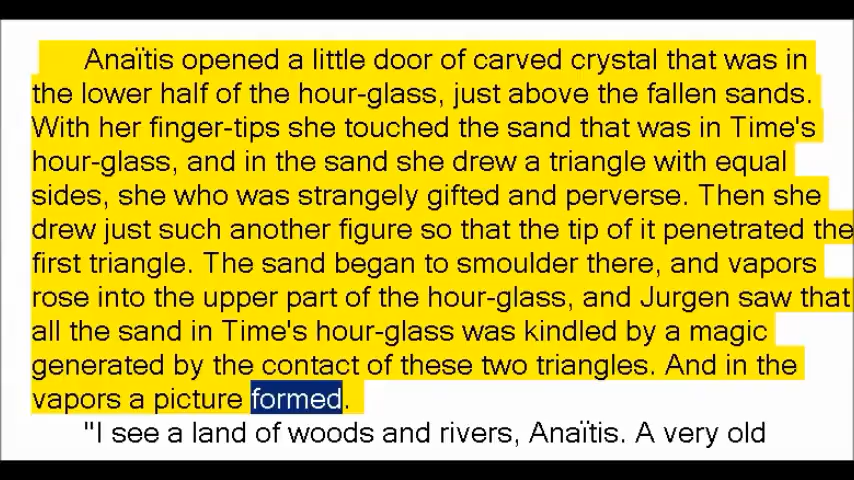 Anaïtis opened a little door of carved crystal that was in
the lower half of the hour-glass, just above the fallen sands.
With her finger-tips she touched the sand that was in Time's
hour-glass, and in the sand she drew a triangle with equal
sides, she who was strangely gifted and perverse. Then she
drew just such another figure so that the tip of it penetrated the
first triangle. The sand began to smoulder there, and vapors
rose into the upper part of the hour-glass, and Jurgen saw that
all the sand in Time's hour-glass was kindled by a magic
generated by the contact of these two triangles. And in the
vapors a picture formed.
"I see a land of woods and rivers, Anaïtis. A very old